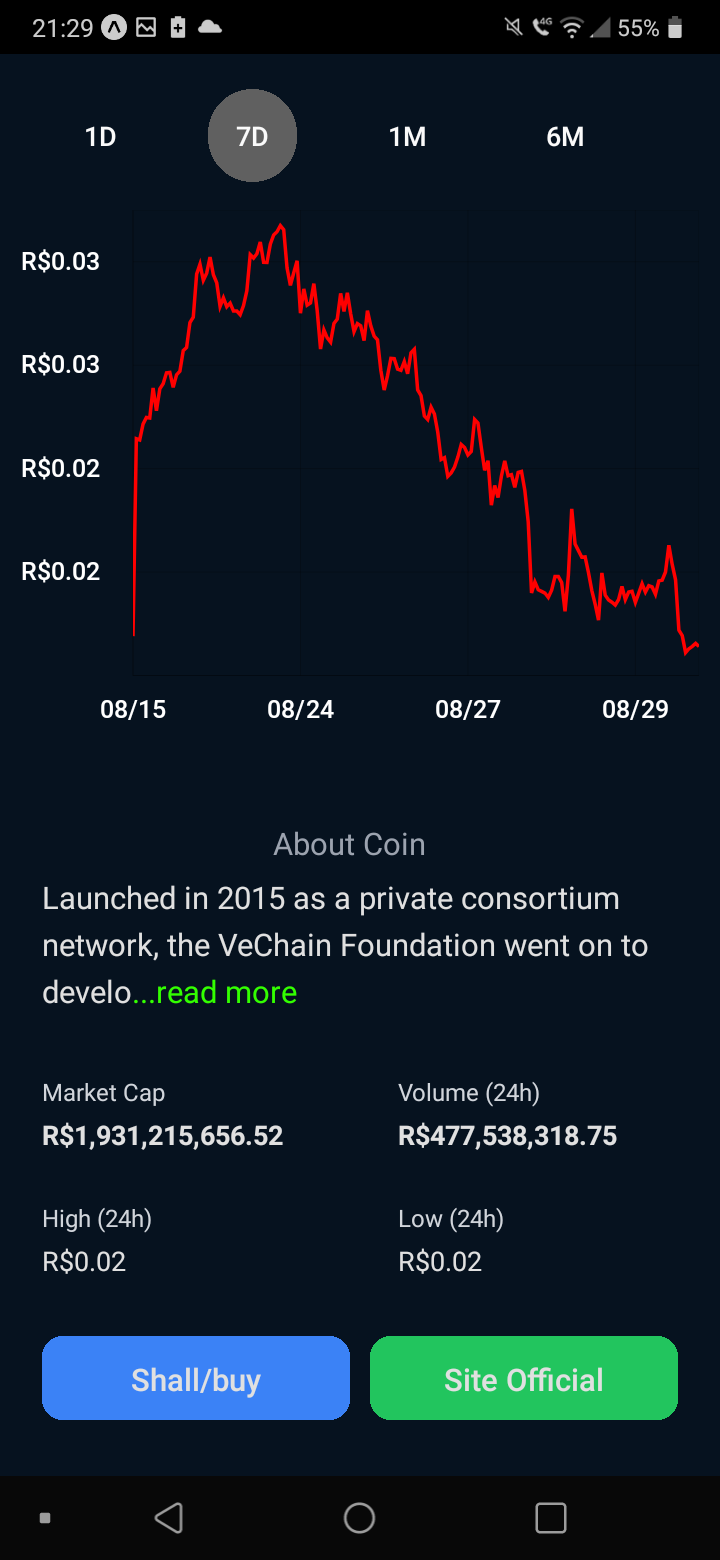 21:29
4G
55%
1D 7D 1M 6M
R$0.03
R$0.03
R$0.02
R$0.02
08/15 08/24 08/27 08/29
About Coin
Launched in 2015 as a private consortium
network, the VeChain Foundation went on to
develo...read more
Market Cap Volume (24h)
R$1,931,215,656.52 R$477,538,318.75
High (24h) Low (24h)
R$0.02 R$0.02
Shall/buy Site Official